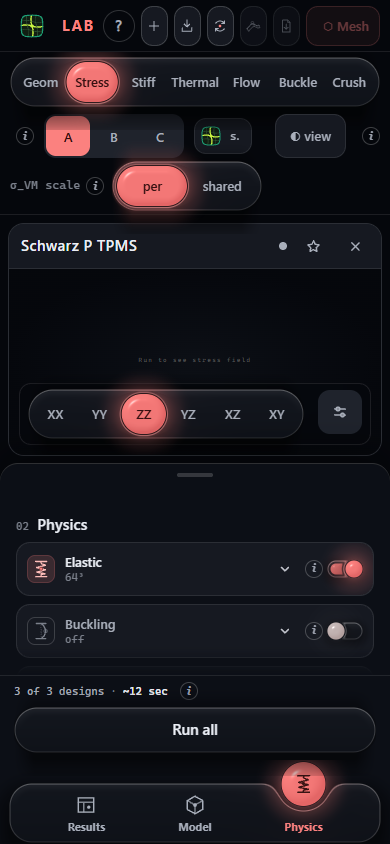 LAB ? Mesh
Geom Stress Stiff Thermal Flow Buckle Crush
i A B C s. view i
σ_VM scale i per shared
Schwarz P TPMS
Run to see stress field
XX YY ZZ YZ XZ XY
02 Physics
Elastic
64³
i
Buckling
off
i
3 of 3 designs · ~12 sec i
Run all
Results Model Physics